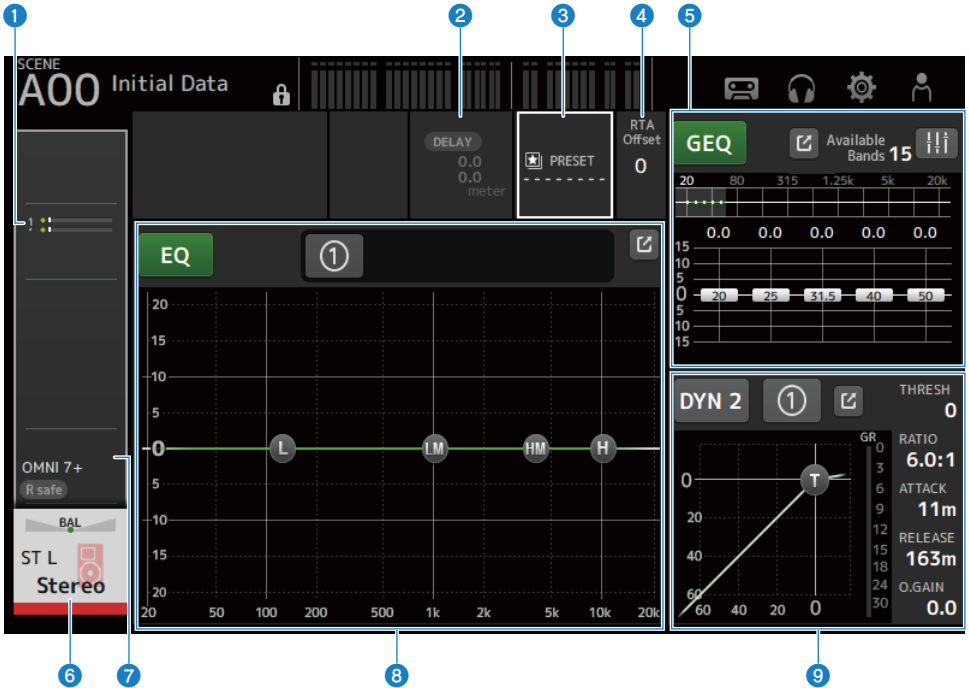 1 2 3 4 5
SCENE
A00 Initial Data
RTA
Offset
0
DELAY
0.0
0.0
meter
PRESET
--------
GEQ
Available
Bands 15
20 80 315 1.25k 5k 20k
0.0 0.0 0.0 0.0 0.0
15
10
5
0
5
10
15
20 25 31.5 40 50
!
EQ
1
20
15
10
5
0
5
10
15
20
L LM HM H
20 50 100 200 500 1k 2k 5k 10k 20k
DYN 2
1
THRESH
0
RATIO
6.0:1
ATTACK
11m
RELEASE
163m
O.GAIN
0.0
GR
0
3
6
9
12
15
18
24
30
0
20
40
60
T
60 40 20 0
OMNI 7+
R safe
BAL
ST L
Stereo
6 7 8 9